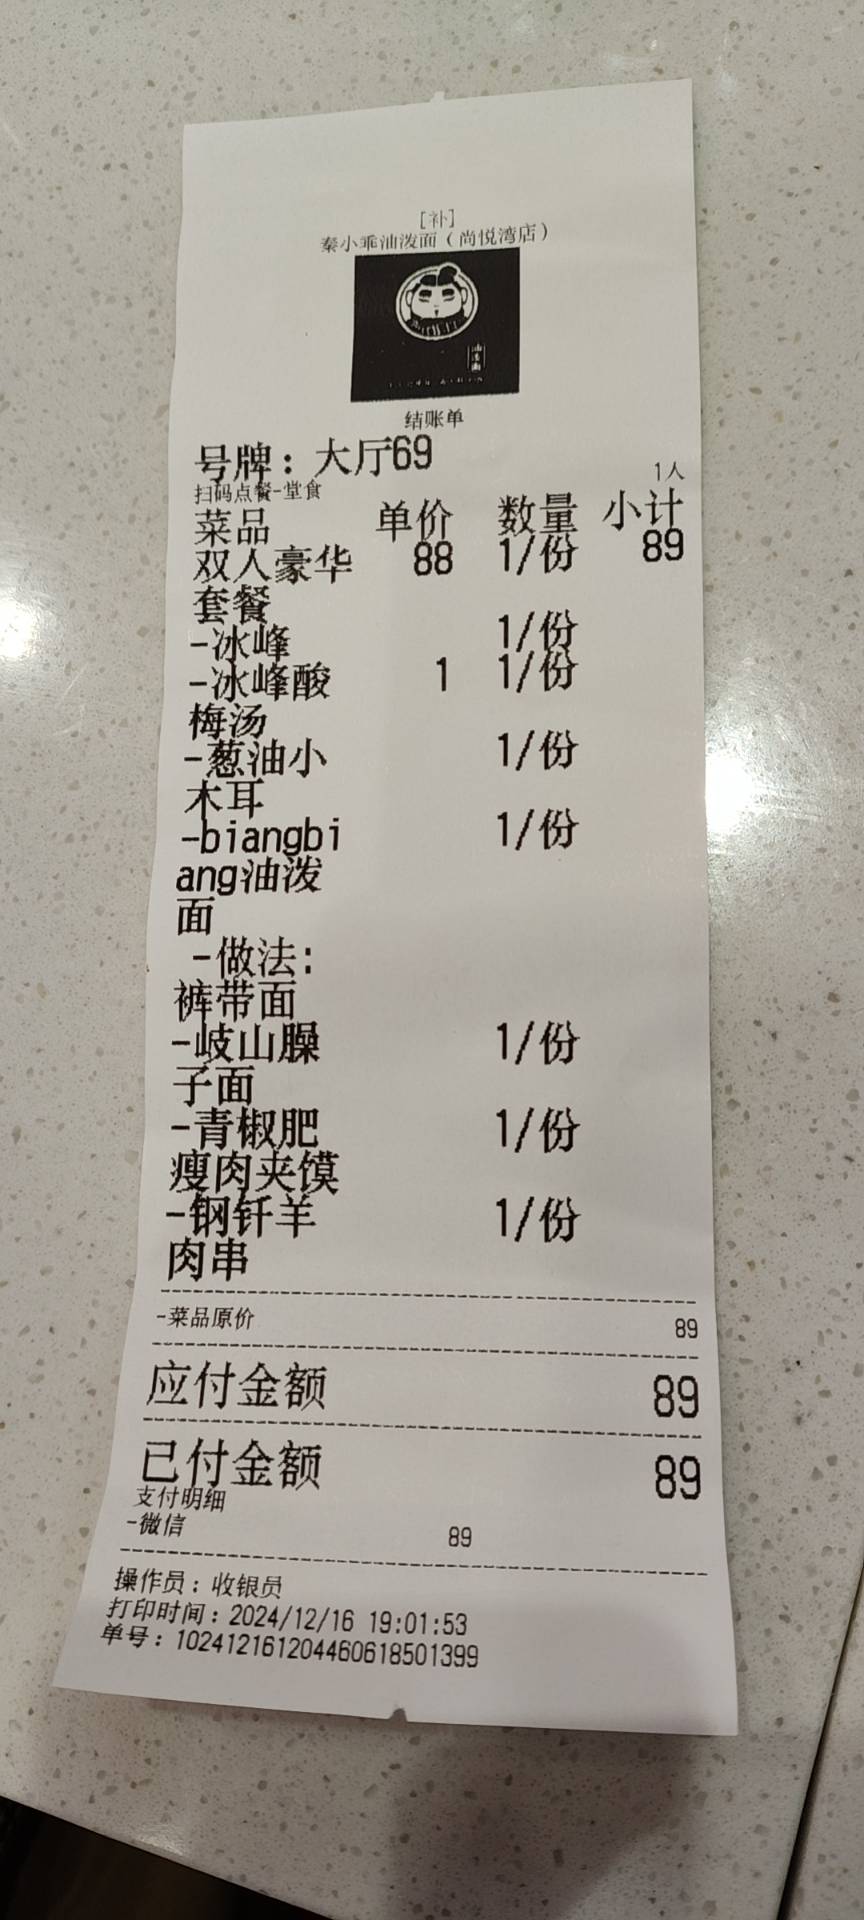 [补]
秦小乖油泼面(尚悦湾店)
油泼面
结账单
号牌：大厅69
1人
扫码点餐-堂食
菜品 单价 数量 小计
双人豪华 88 1/份 89
套餐
-冰峰 1/份
-冰峰酸 1 1/份
梅汤
-葱油小 1/份
木耳
-biangbi 1/份
ang油泼
面
-做法:
裤带面
-岐山臊 1/份
子面
-青椒肥 1/份
瘦肉夹馍
-钢钎羊 1/份
肉串
-菜品原价 89
应付金额 89
已付金额 89
支付明细
-微信 89
操作员：收银员
打印时间：2024/12/16 19:01:53
单号：102412161204460618501399